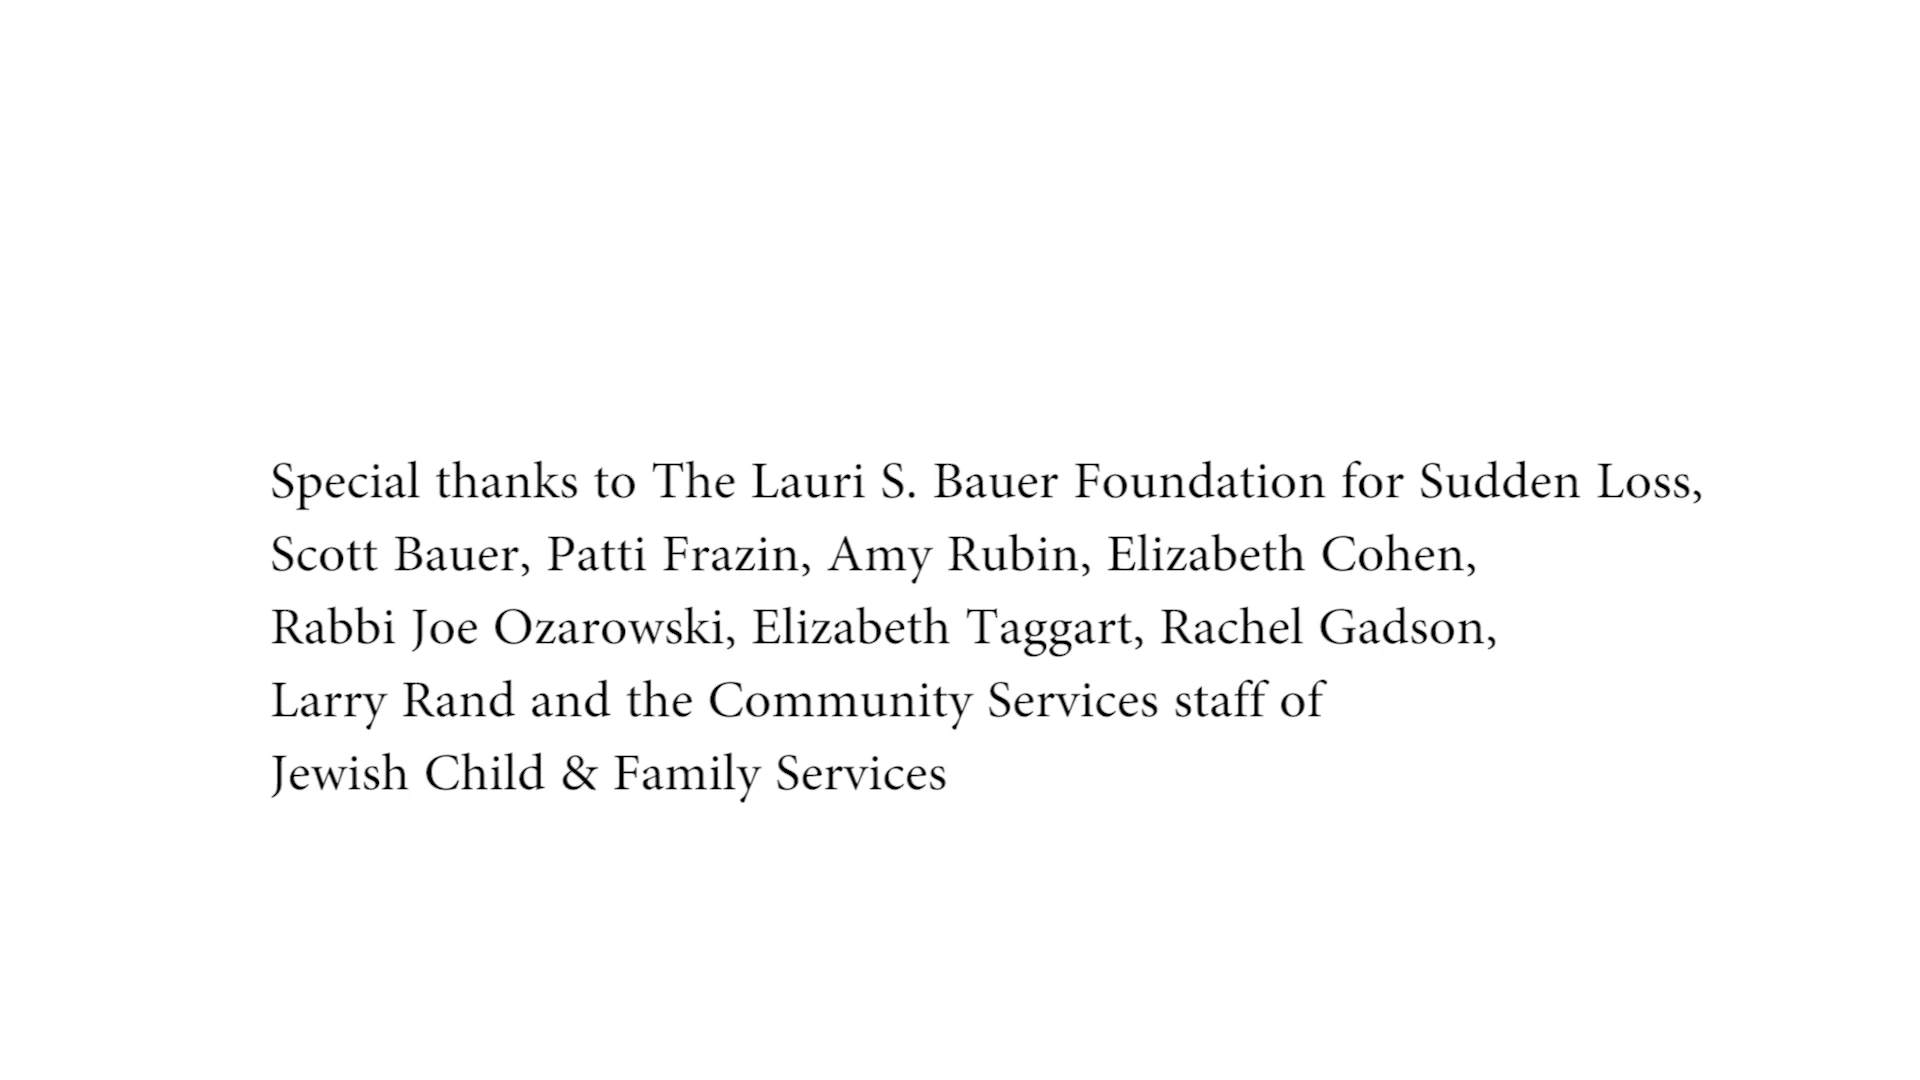 Special thanks to The Lauri S. Bauer Foundation for Sudden Loss,
Scott Bauer, Patti Frazin, Amy Rubin, Elizabeth Cohen,
Rabbi Joe Ozarowski, Elizabeth Taggart, Rachel Gadson,
Larry Rand and the Community Services staff of
Jewish Child & Family Services